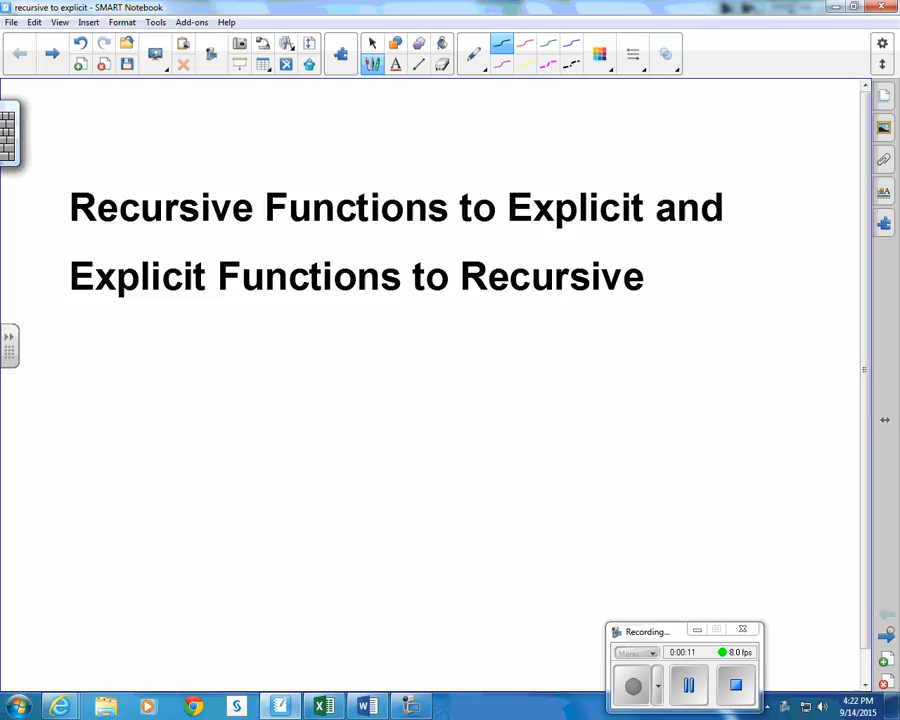 recursive to explicit - SMART Notebook
File Edit View Insert Format Tools Add-ons Help
Recursive Functions to Explicit and
Explicit Functions to Recursive
Recording...
Menu 0:00:11 8.0 fps
4:22 PM
9/14/2015